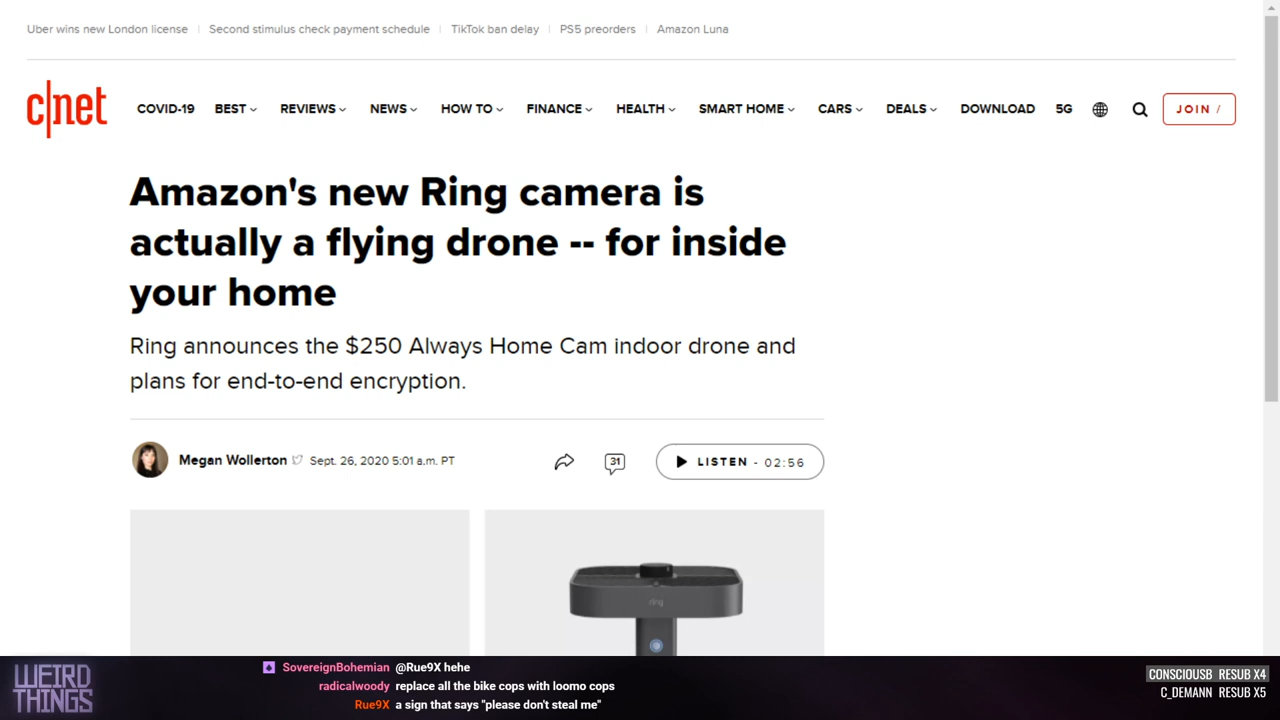 Uber wins new London license Second stimulus check payment schedule TikTok ban delay PS5 preorders Amazon Luna
c|net COVID-19 BEST REVIEWS NEWS HOW TO FINANCE HEALTH SMART HOME CARS DEALS DOWNLOAD 5G JOIN /
Amazon's new Ring camera is
actually a flying drone -- for inside
your home
Ring announces the $250 Always Home Cam indoor drone and
plans for end-to-end encryption.
Megan Wollerton Sept. 26, 2020 5:01 a.m. PT 31 LISTEN - 02:56
ring
WEIRD
THINGS
SovereignBohemian @Rue9X hehe
radicalwoody replace all the bike cops with loomo cops
Rue9X a sign that says "please don't steal me"
CONSCIOUSB RESUB X4
C_DEMANN RESUB X5